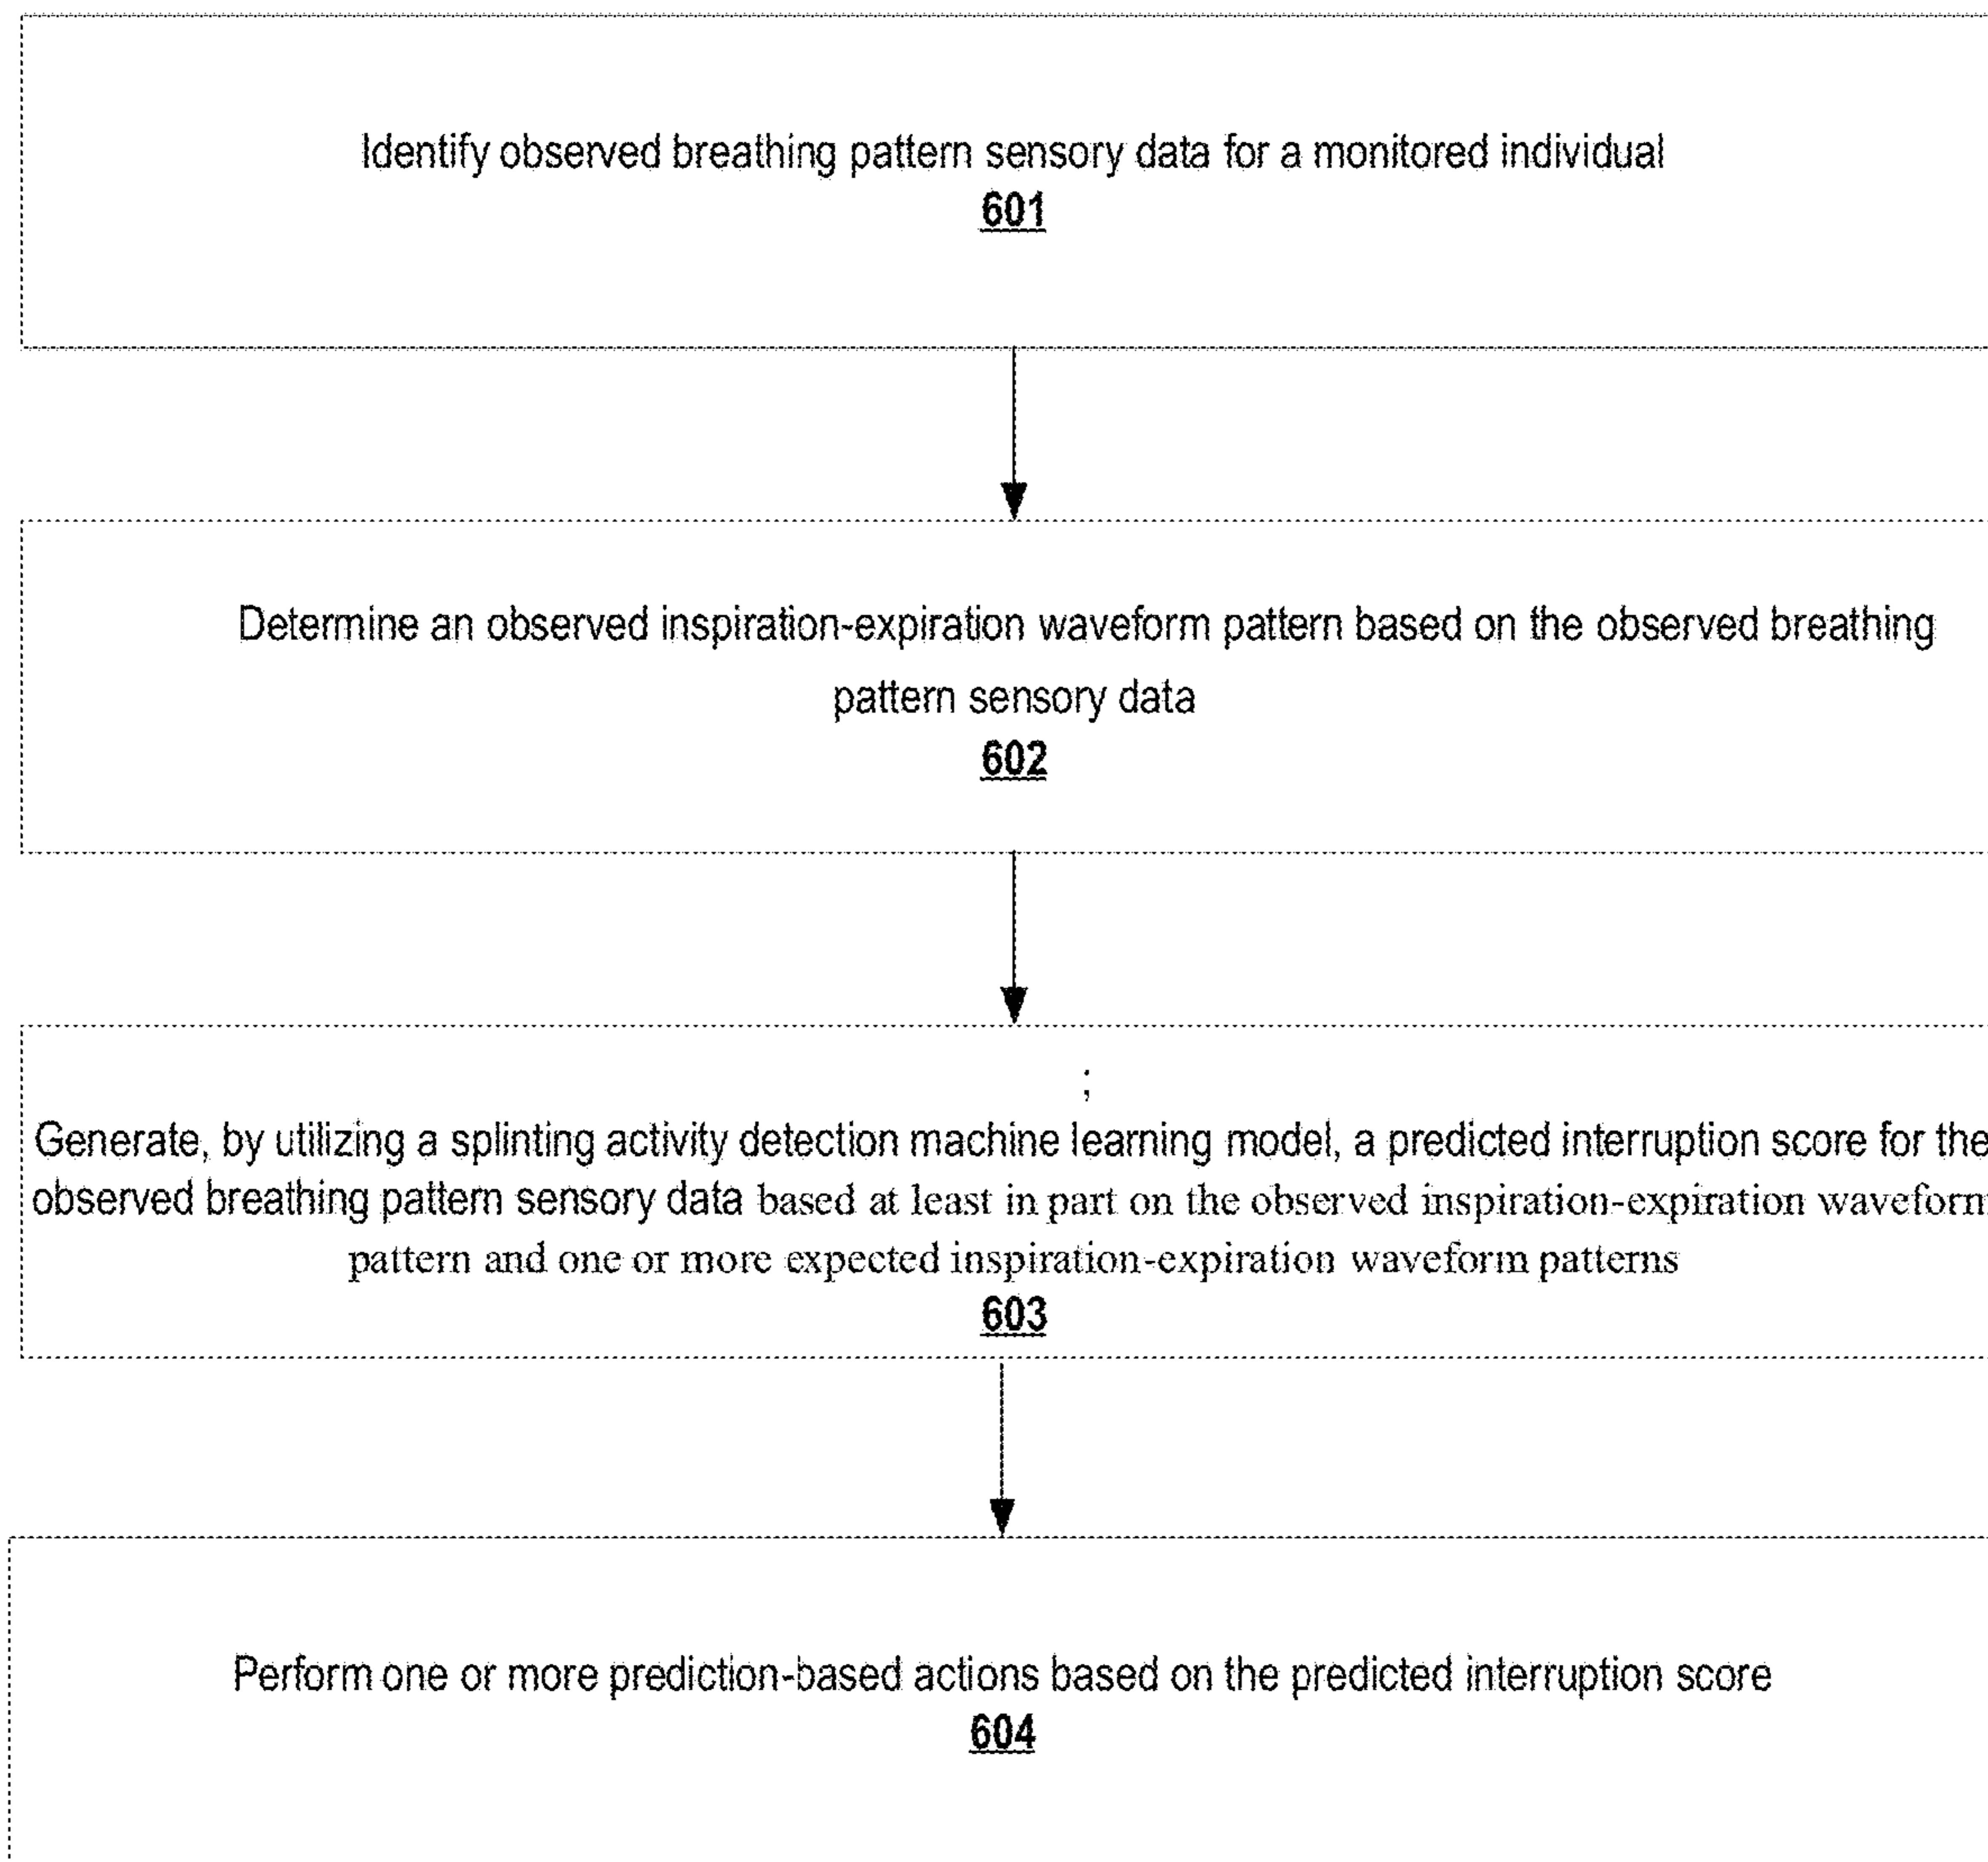 Identify observed breathing pattern sensory data for a monitored individual
601
Determine an observed inspiration-expiration waveform pattern based on the observed breathing
pattern sensory data
602
;
Generate, by utilizing a splinting activity detection machine learning model, a predicted interruption score for the
observed breathing pattern sensory data based at least in part on the observed inspiration-expiration waveform
pattern and one or more expected inspiration-expiration waveform patterns
603
Perform one or more prediction-based actions based on the predicted interruption score
604